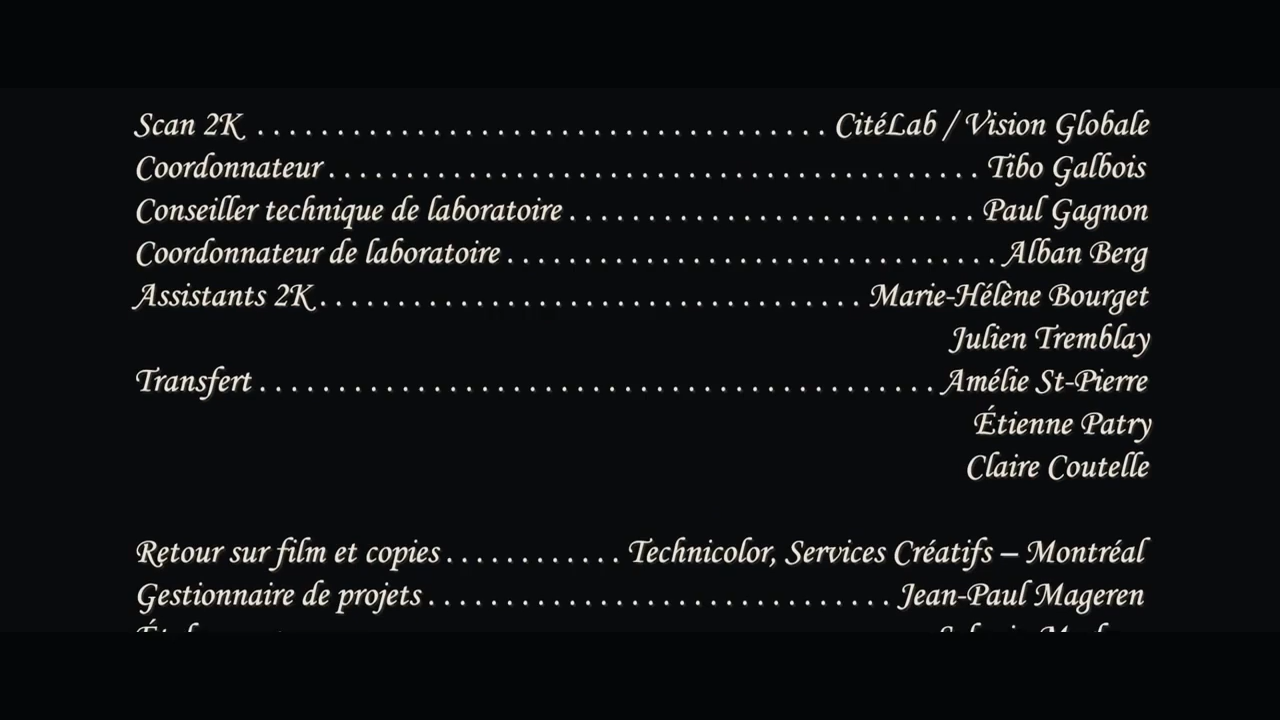 Scan 2K . . . . . . . . . . . . . . . . . . . . . . . . . . . . . . . . . . . . . CitéLab / Vision Globale
Coordonnateur . . . . . . . . . . . . . . . . . . . . . . . . . . . . . . . . . . . . . . . . . . Tibo Galbois
Conseiller technique de laboratoire . . . . . . . . . . . . . . . . . . . . . . . . . . Paul Gagnon
Coordonnateur de laboratoire . . . . . . . . . . . . . . . . . . . . . . . . . . . . . . . Alban Berg
Assistants 2K . . . . . . . . . . . . . . . . . . . . . . . . . . . . . . . . . . . Marie-Hélène Bourget
Julien Tremblay
Transfert . . . . . . . . . . . . . . . . . . . . . . . . . . . . . . . . . . . . . . . . . . . . Amélie St-Pierre
Étienne Patry
Claire Coutelle
Retour sur film et copies . . . . . . . . . . . . Technicolor, Services Créatifs – Montréal
Gestionnaire de projets . . . . . . . . . . . . . . . . . . . . . . . . . . . . . . Jean-Paul Mageren